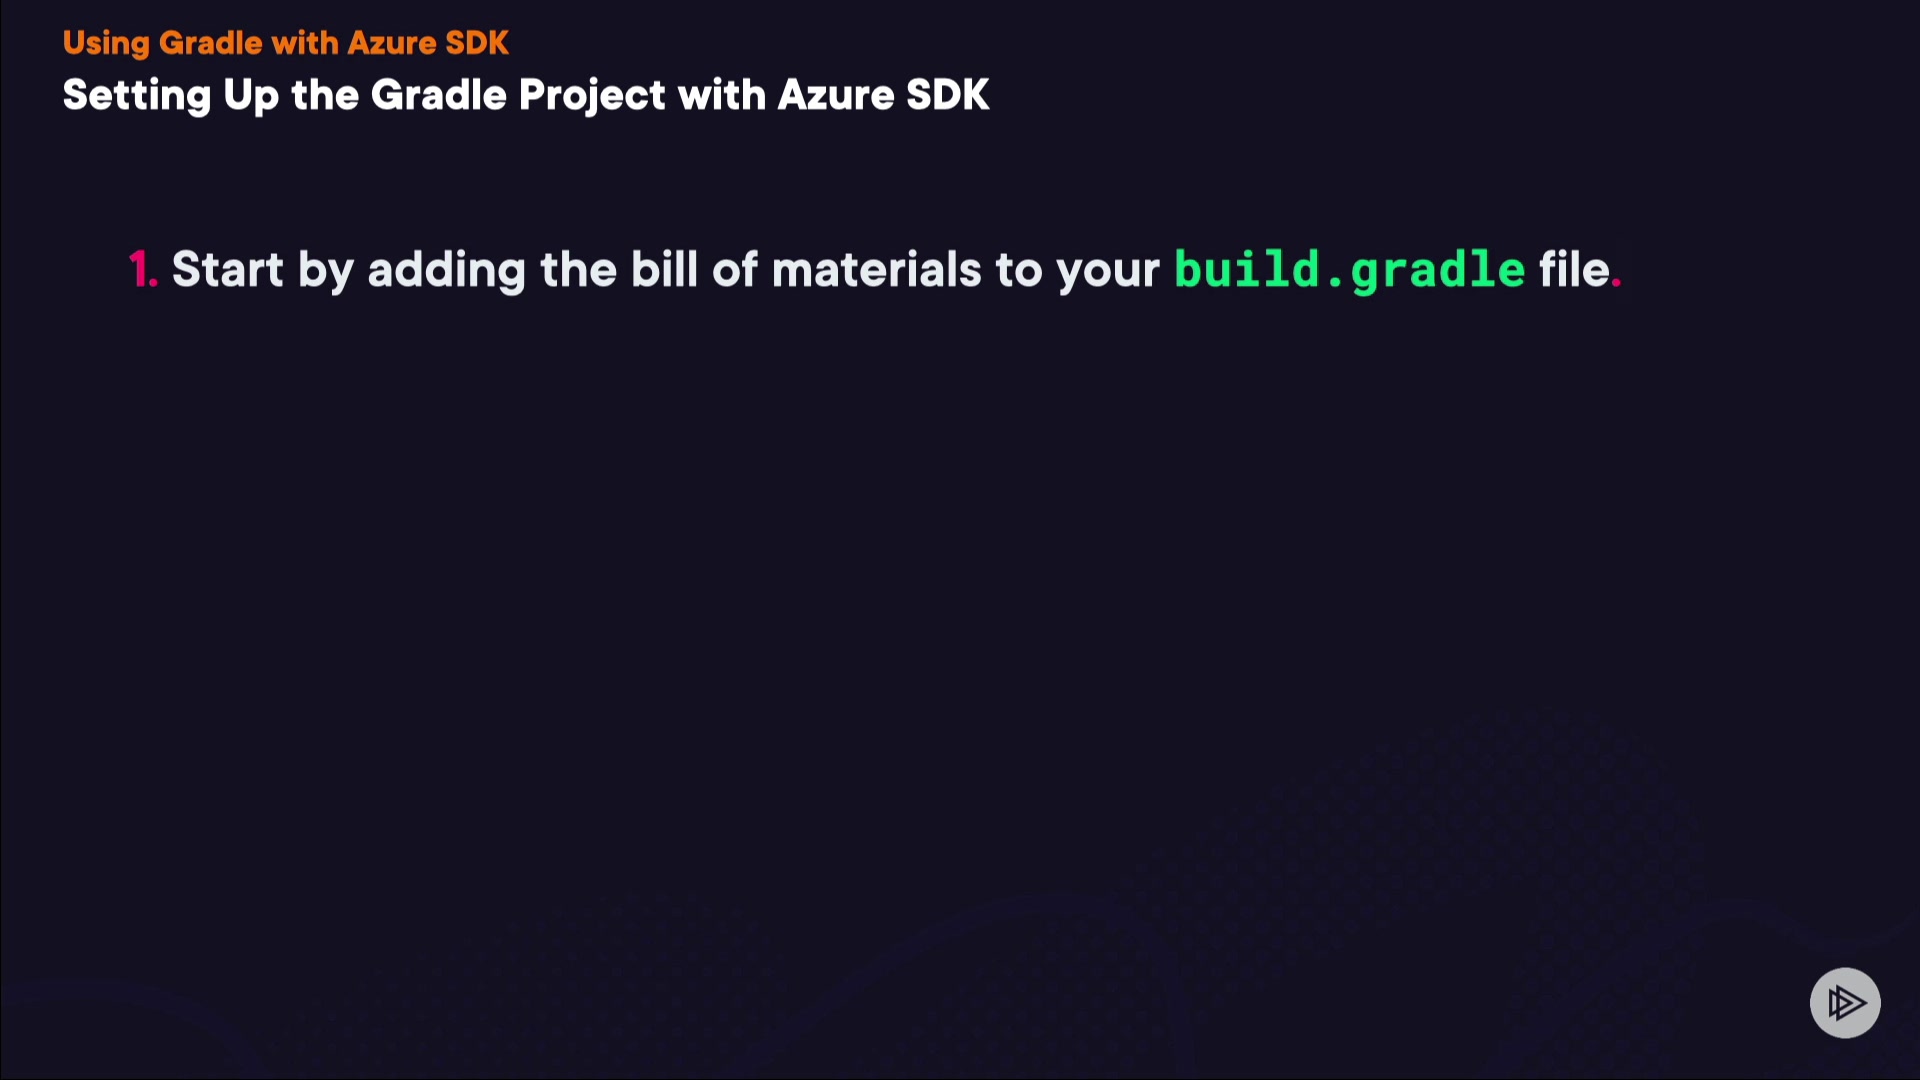 Using Gradle with Azure SDK
Setting Up the Gradle Project with Azure SDK
1. Start by adding the bill of materials to your build.gradle file.